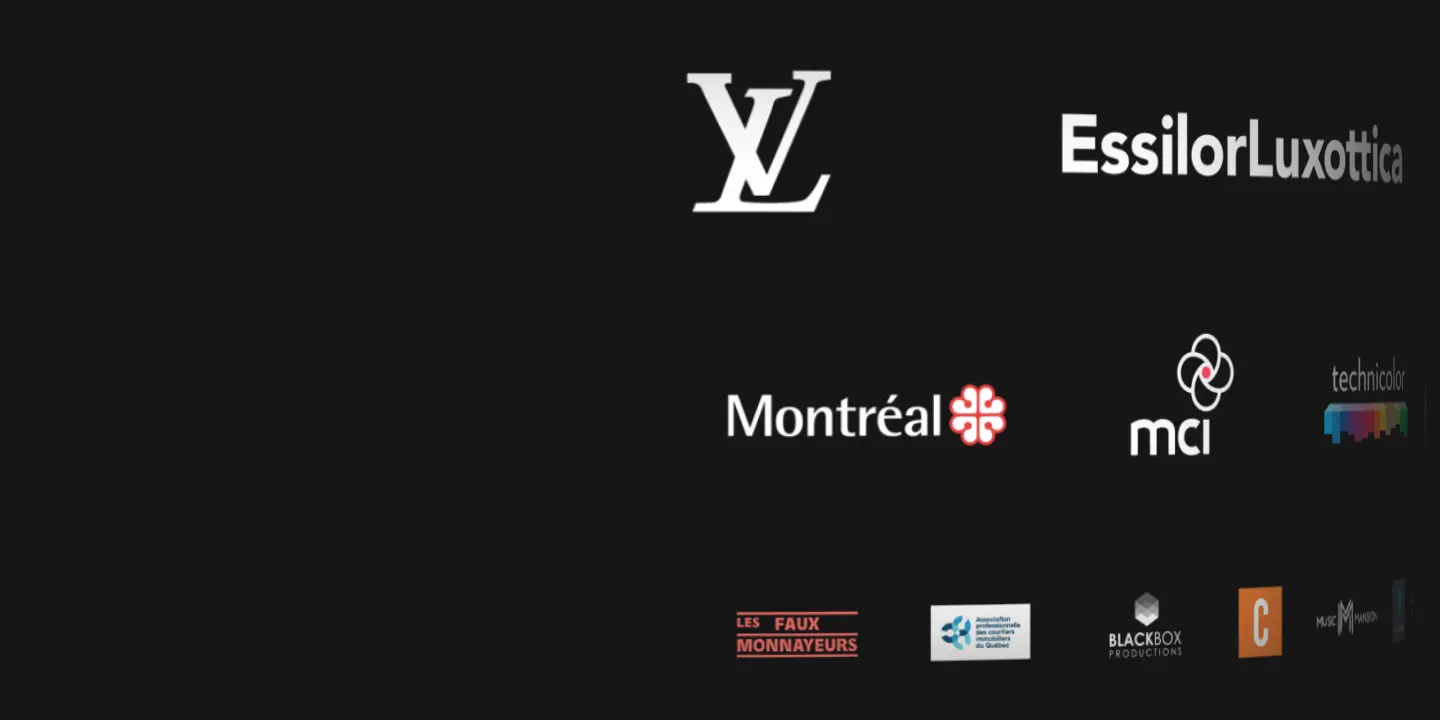 LV
EssilorLuxottica
Montréal
mci
technicolor
LES FAUX
MONNAYEURS
Association
professionnelle
des courtiers
immobiliers
du Québec
BLACKBOX
PRODUCTIONS
C
MUSIC M MANSION